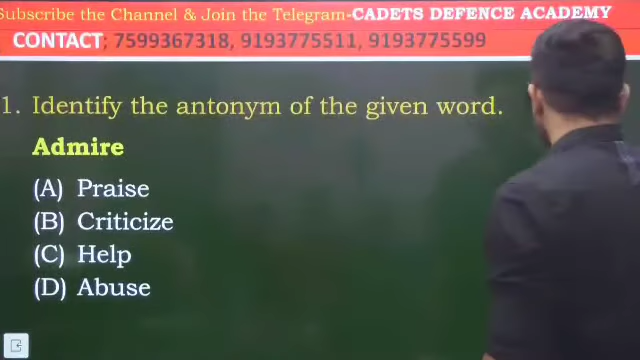 Subscribe the Channel & Join the Telegram-CADETS DEFENCE ACADEMY
CONTACT; 7599367318, 9193775511, 9193775599
1. Identify the antonym of the given word.
Admire
(A) Praise
(B) Criticize
(C) Help
(D) Abuse